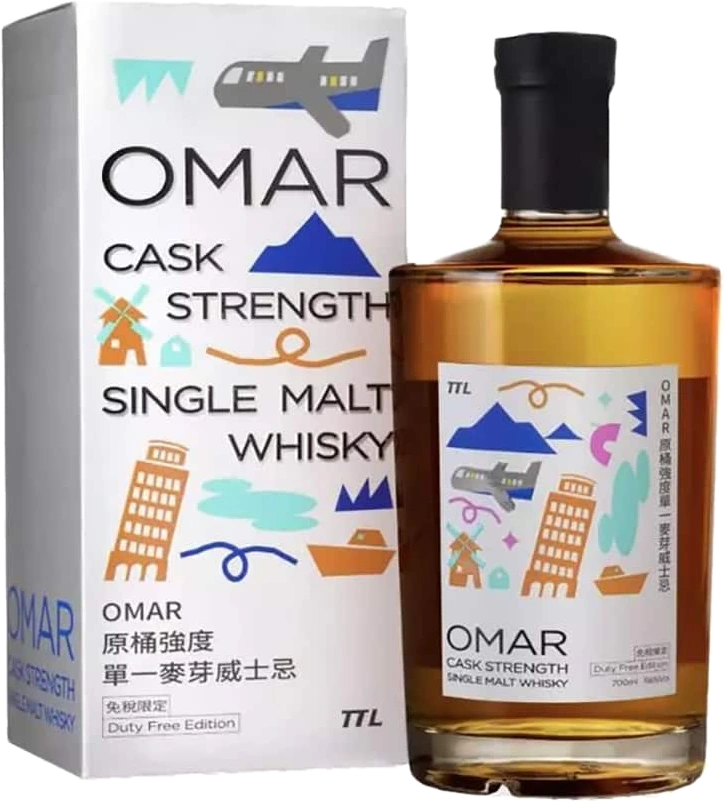 OMAR
CASK
STRENGTH
SINGLE MALT
WHISKY
OMAR
原桶強度
單一麥芽威士忌
免稅限定
Duty Free Edition
TTL
OMAR
CASK STRENGTH
SINGLE MALT WHISKY
TTL
OMAR 原桶強度單一麥芽威士忌
OMAR
CASK STRENGTH
SINGLE MALT WHISKY
免稅限定
Duty Free Edition
700ml